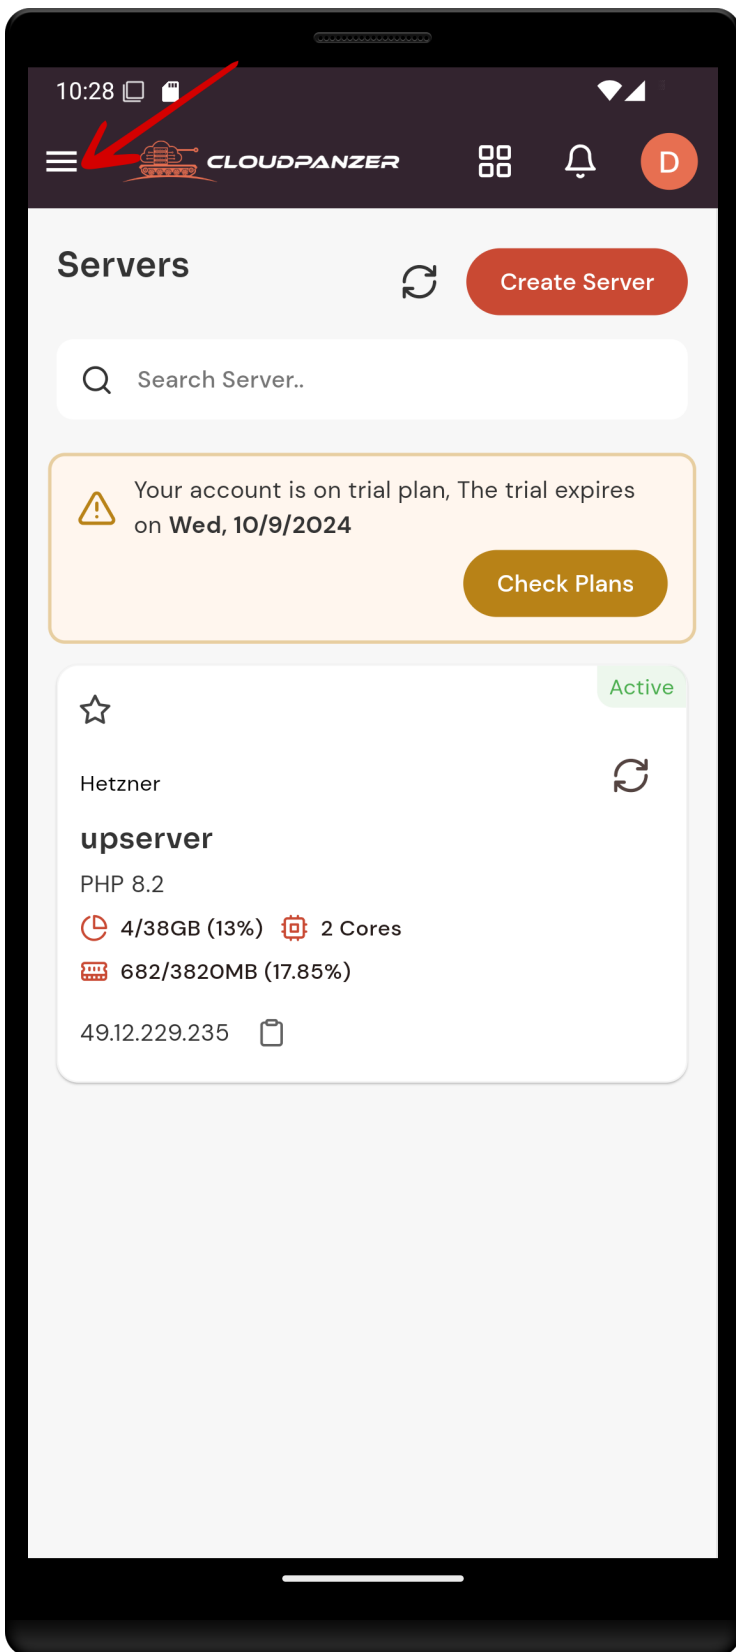 10:28
CLOUDPANZER
D
Servers
Create Server
Search Server..
Your account is on trial plan, The trial expires
on Wed, 10/9/2024
Check Plans
Active
Hetzner
upserver
PHP 8.2
4/38GB (13%) 2 Cores
682/3820MB (17.85%)
49.12.229.235